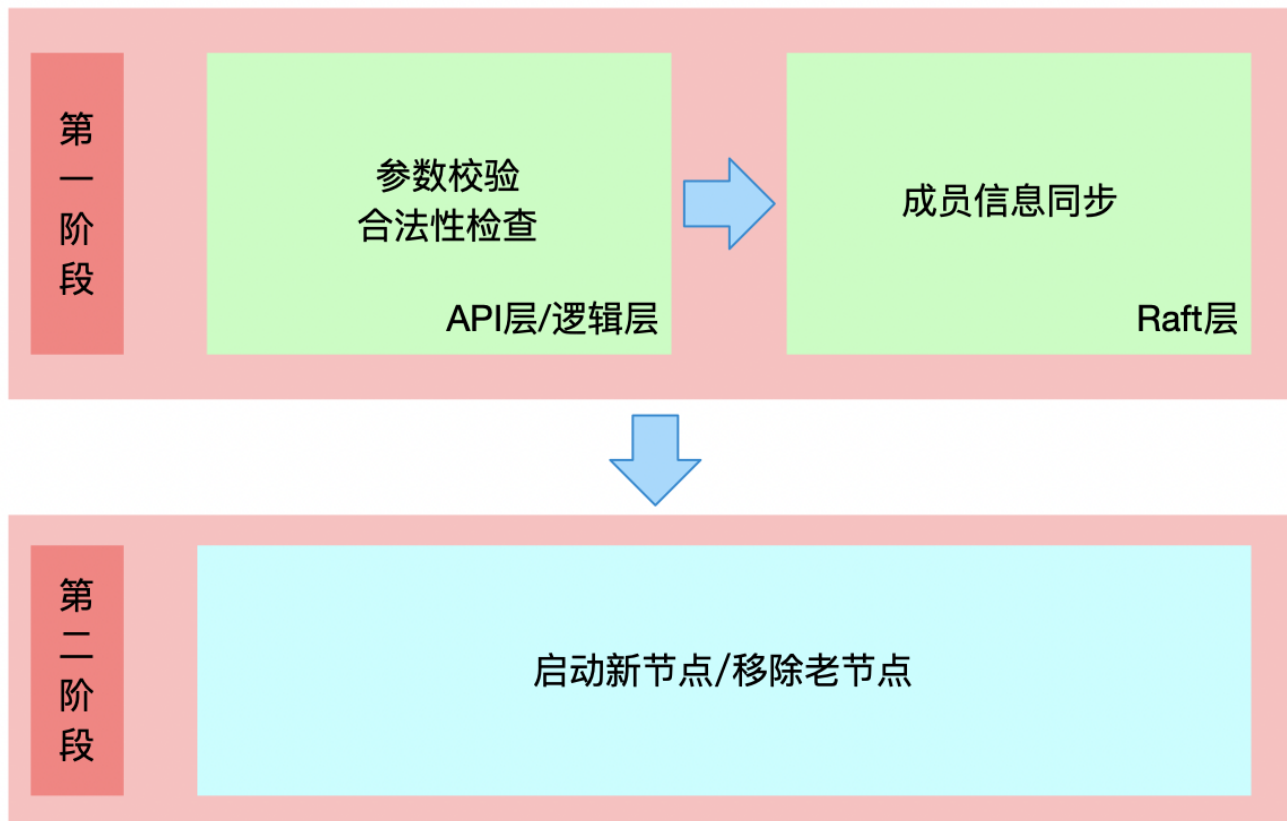 第一阶段
参数校验
合法性检查
API层/逻辑层
成员信息同步
Raft层
第二阶段
启动新节点/移除老节点